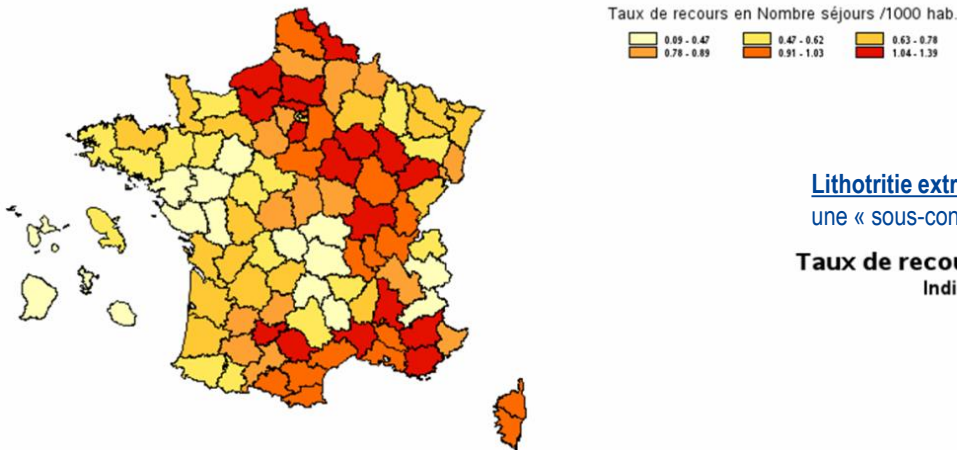 Taux de recours en Nombre séjours /1000 hab.
0.09 - 0.47
0.47 - 0.62
0.63 - 0.78
0.78 - 0.89
0.91 - 1.03
1.04 - 1.39
Lithotritie extr
une « sous-con
Taux de recou
Indi